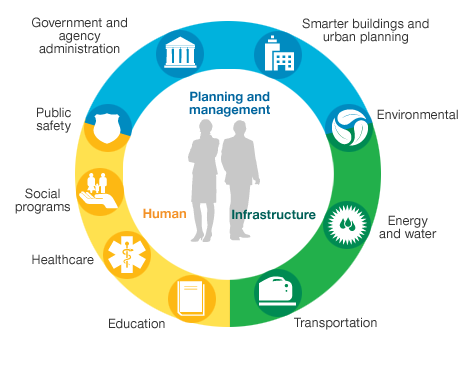 Government and
agency
administration
Smarter buildings and
urban planning
Planning and
management
Public
safety
Environmental
Social
programs
Human
Infrastructure
Energy
and water
Healthcare
Education
Transportation